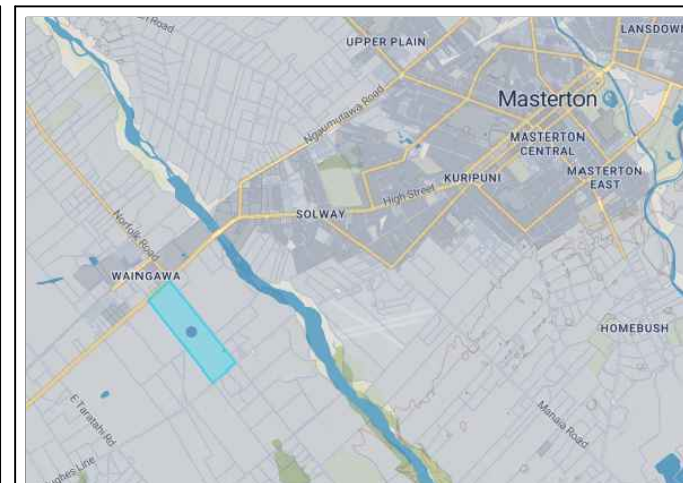 Road
LANSDOWN
UPPER PLAIN
Ngaumutawa Road
Masterton
MASTERTON
CENTRAL
MASTERTON
EAST
KURIPUNI
High Street
SOLWAY
Norfolk Road
WAINGAWA
HOMEBUSH
E Taratahi Rd
Manaia Road
ughes Line